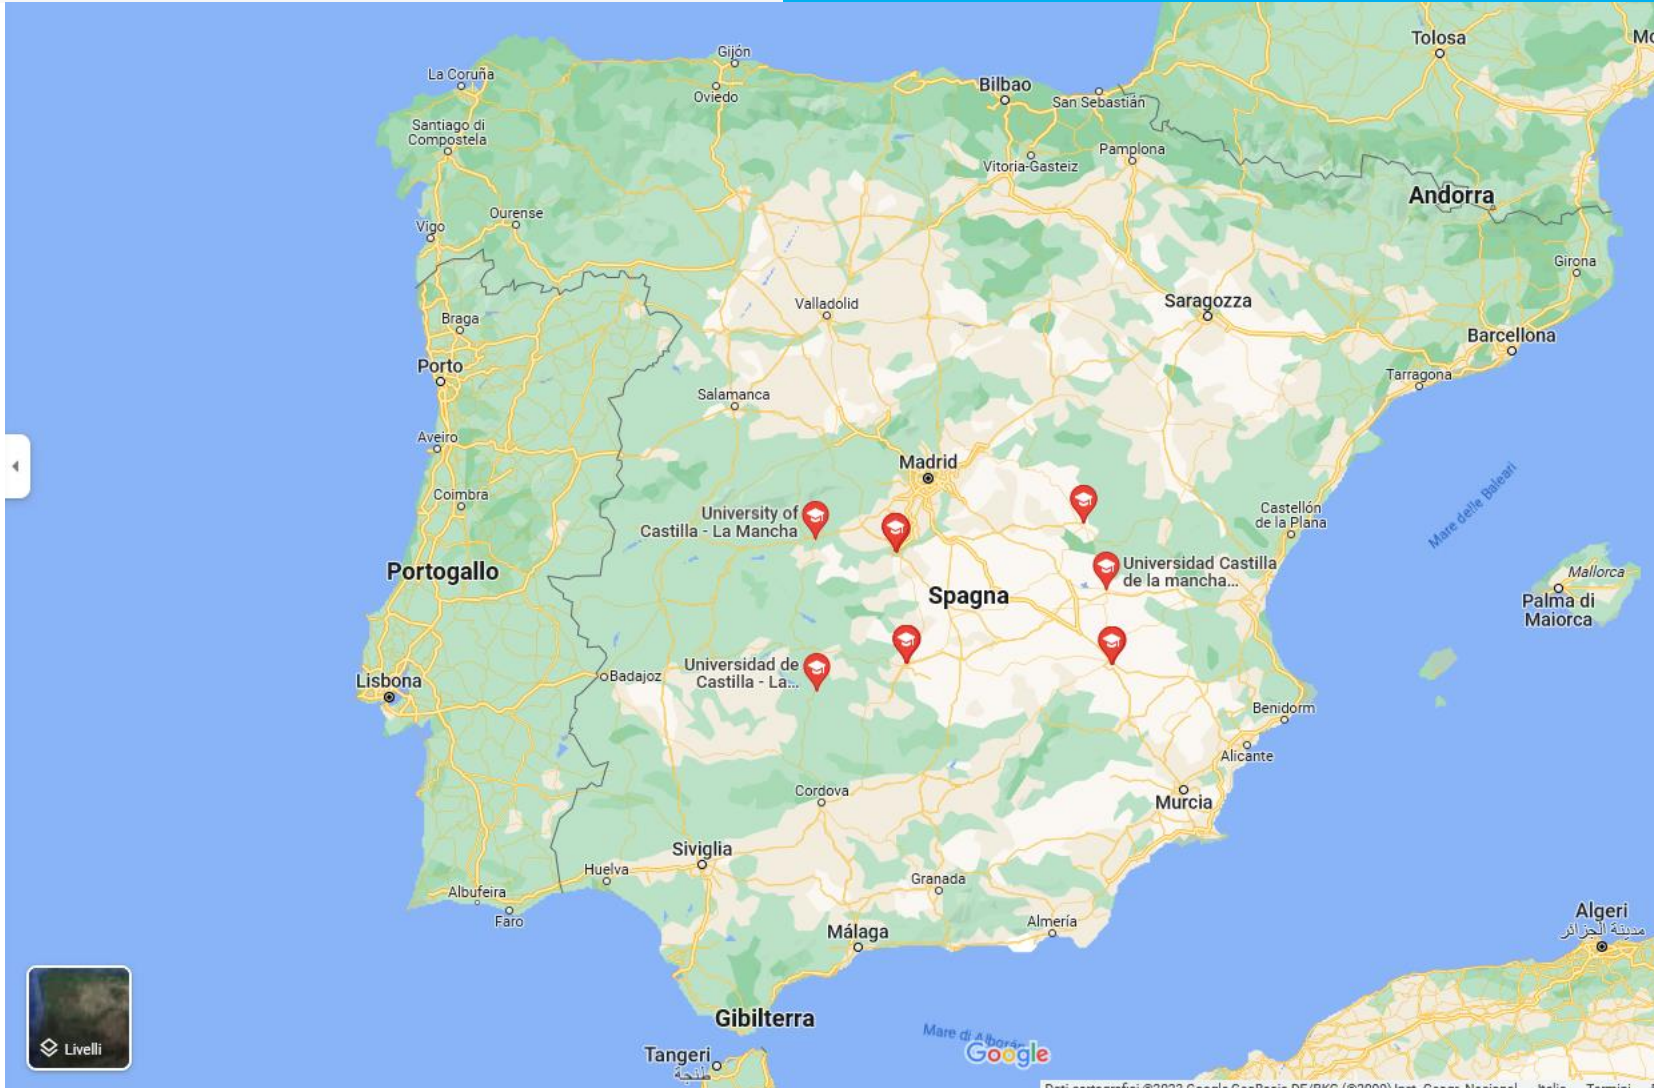 Gijón
Tolosa
La Coruña
Bilbao
Oviedo
San Sebastián
Santiago di
Compostela
Pamplona
Vitoria-Gasteiz
Andorra
Ourense
Vigo
Girona
Valladolid
Saragozza
Braga
Barcellona
Porto
Tarragona
Salamanca
Aveiro
Madrid
Coimbra
Mare delle Baleari
University of
Castilla - La Mancha
Castellón
de la Plana
Universidad Castilla
de la mancha...
Portogallo
Mallorca
Spagna
Palma di
Maiorca
Universidad de
Castilla - La...
Badajoz
Lisbona
Benidorm
Alicante
Cordova
Murcia
Siviglia
Huelva
Granada
Albufeira
Faro
Almería
Málaga
Algeri
مدينة الجزائر
Gibilterra
Mare di Alborán
Google
Livelli
Tangeri
طنجة